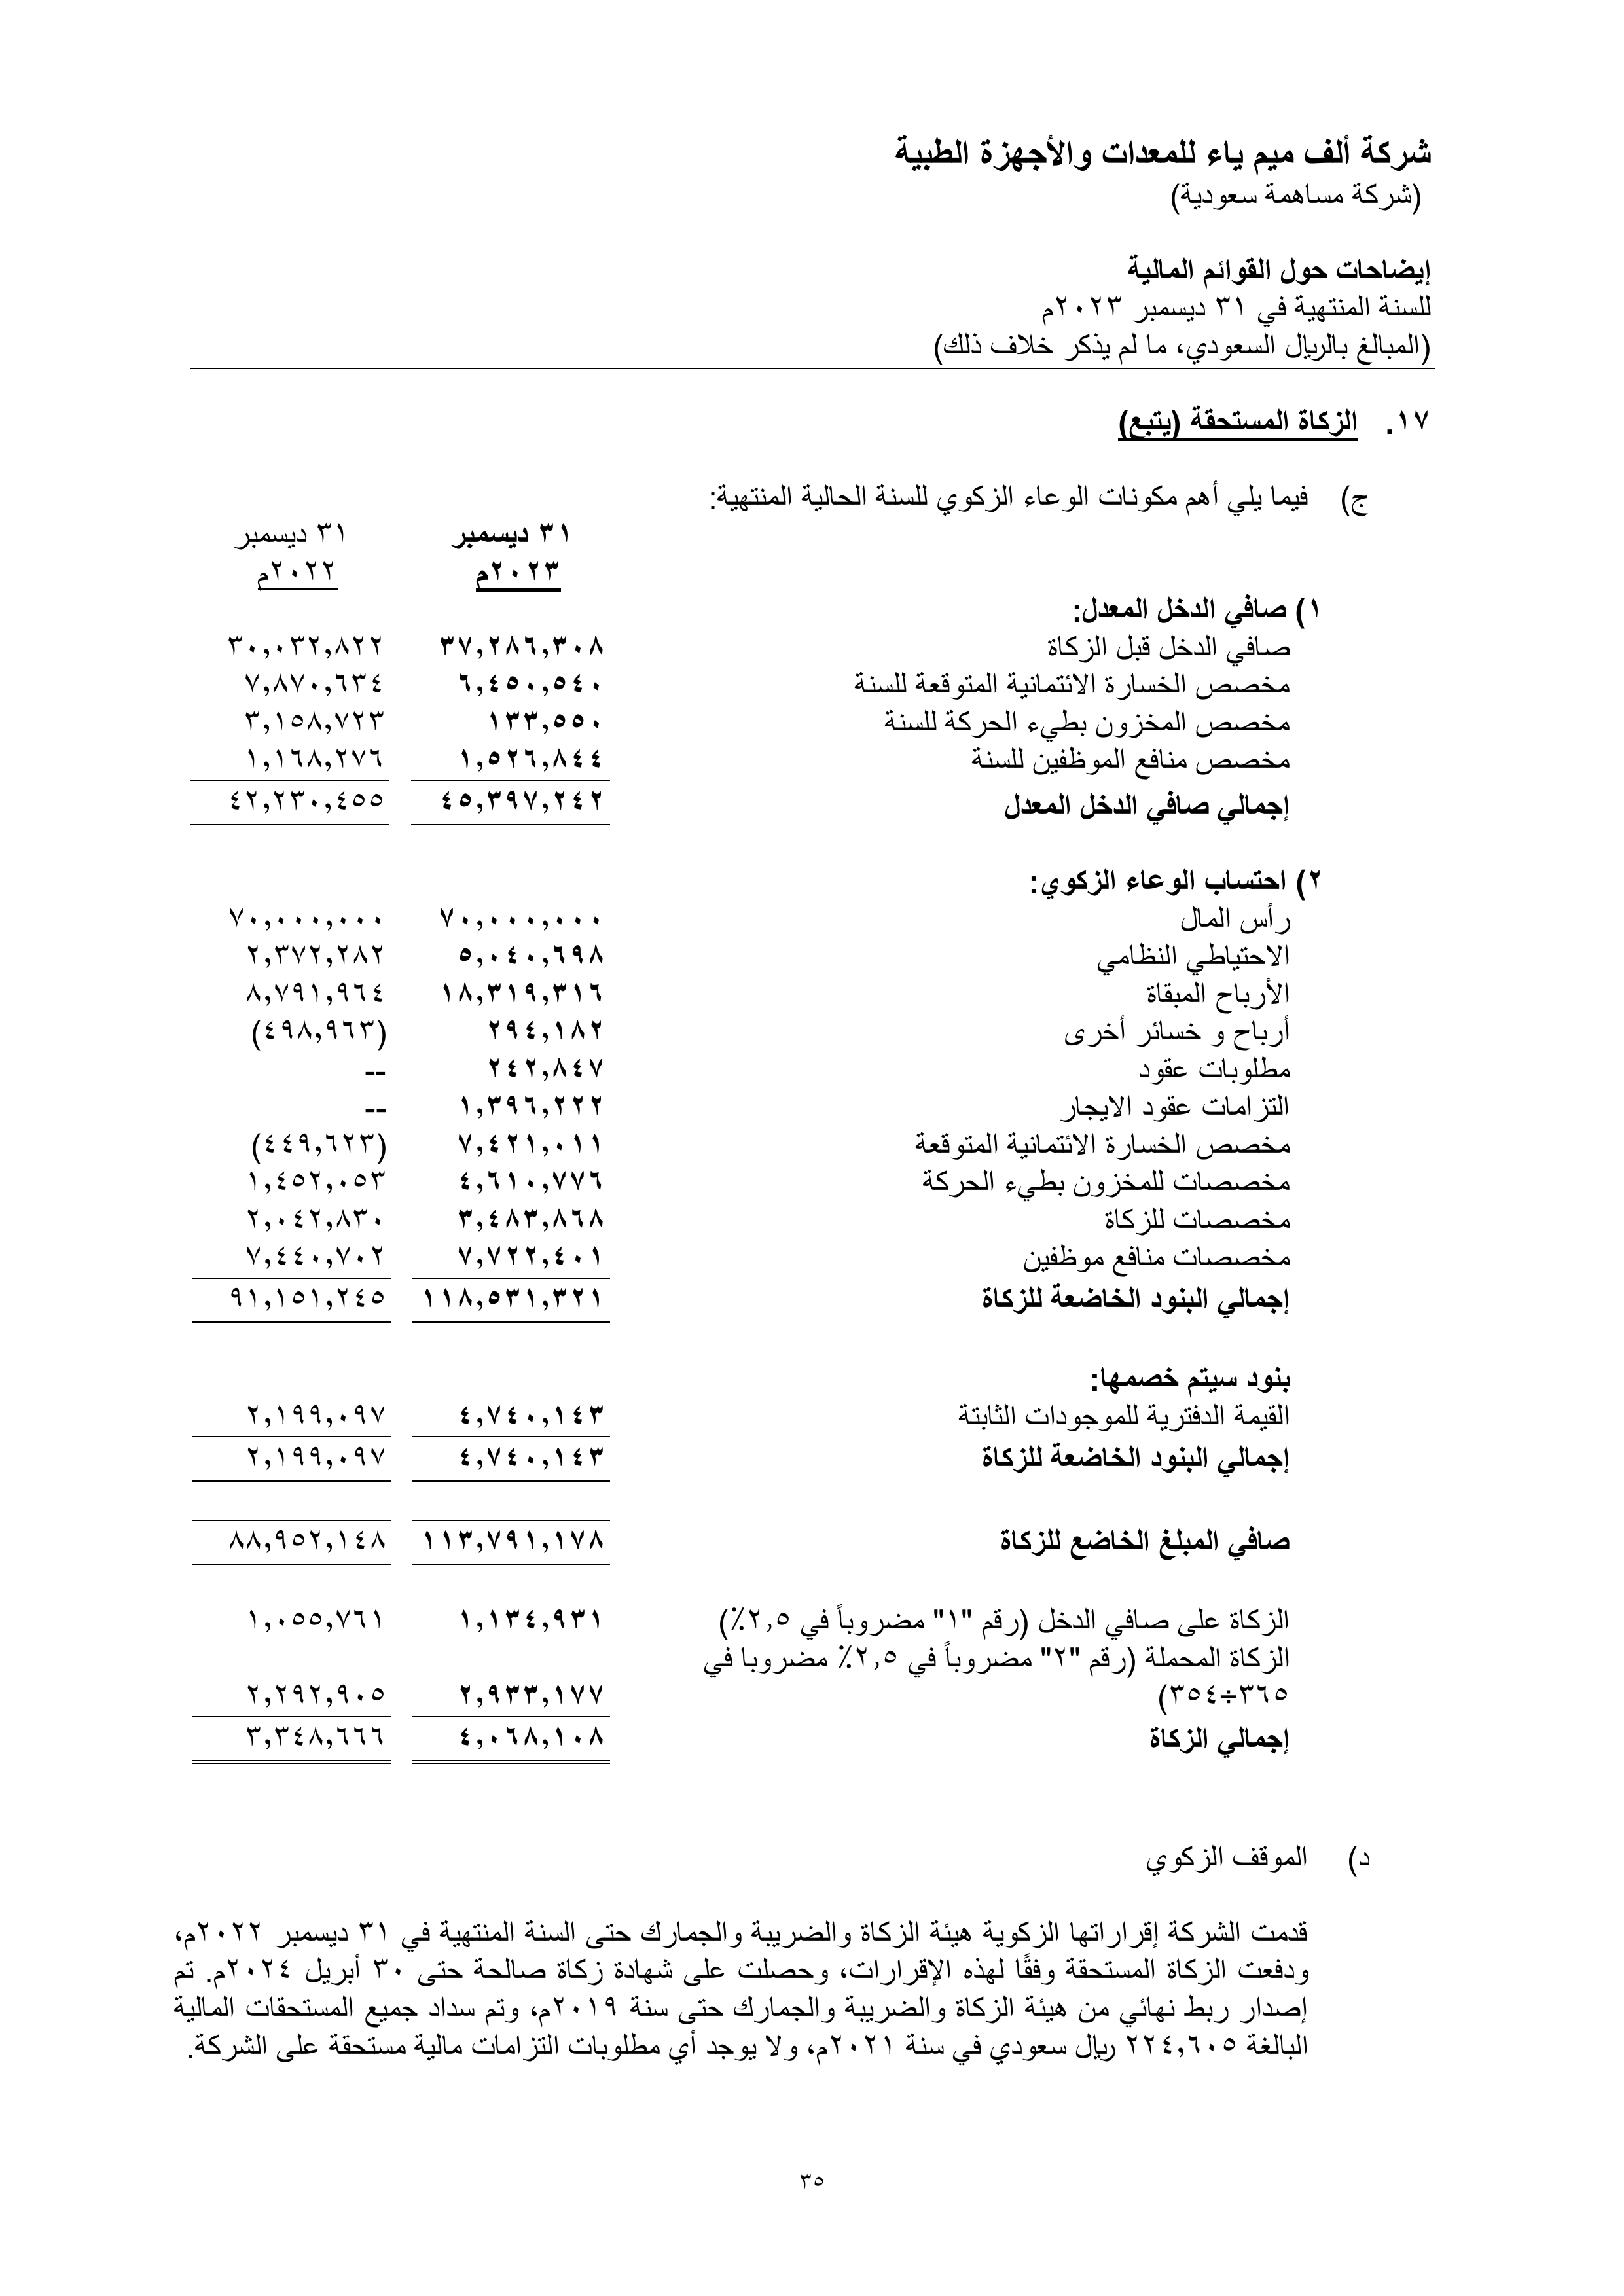 شركة ألف ميم ياء للمعدات والأجهزة الطبية
(شركة مساهمة سعودية)
إيضاحات حول القوائم المالية
للسنة المنتهية في ٣١ ديسمبر ٢٠٢٣م
(المبالغ بالريال السعودي، ما لم يذكر خلاف ذلك)
١٧. الزكاة المستحقة (يتبع)
ج) فيما يلي أهم مكونات الوعاء الزكوي للسنة الحالية المنتهية:
٣١ ديسمبر ٣١ ديسمبر
٢٠٢٣م ٢٠٢٢م
١) صافي الدخل المعدل:
صافي الدخل قبل الزكاة ٣٧,٢٨٦,٣٠٨ ٣٠,٠٣٢,٨٢٢
مخصص الخسارة الائتمانية المتوقعة للسنة ٦,٤٥٠,٥٤٠ ٧,٨٧٠,٦٣٤
مخصص المخزون بطيء الحركة للسنة ١٣٣,٥٥٠ ٣,١٥٨,٧٢٣
مخصص منافع الموظفين للسنة ١,٥٢٦,٨٤٤ ١,١٦٨,٢٧٦
إجمالي صافي الدخل المعدل ٤٥,٣٩٧,٢٤٢ ٤٢,٢٣٠,٤٥٥
٢) احتساب الوعاء الزكوي:
رأس المال ٧٠,٠٠٠,٠٠٠ ٧٠,٠٠٠,٠٠٠
الاحتياطي النظامي ٥,٠٤٠,٦٩٨ ٢,٣٧٢,٢٨٢
الأرباح المبقاة ١٨,٣١٩,٣١٦ ٨,٧٩١,٩٦٤
أرباح و خسائر أخرى ٢٩٤,١٨٢ (٤٩٨,٩٦٣)
مطلوبات عقود ٢٤٢,٨٤٧ --
التزامات عقود الايجار ١,٣٩٦,٢٢٢ --
مخصص الخسارة الائتمانية المتوقعة ٧,٤٢١,٠١١ (٤٤٩,٦٢٣)
مخصصات للمخزون بطيء الحركة ٤,٦١٠,٧٧٦ ١,٤٥٢,٠٥٣
مخصصات للزكاة ٣,٤٨٣,٨٦٨ ٢,٠٤٢,٨٣٠
مخصصات منافع موظفين ٧,٧٢٢,٤٠١ ٧,٤٤٠,٧٠٢
إجمالي البنود الخاضعة للزكاة ١١٨,٥٣١,٣٢١ ٩١,١٥١,٢٤٥
بنود سيتم خصمها:
القيمة الدفترية للموجودات الثابتة ٤,٧٤٠,١٤٣ ٢,١٩٩,٠٩٧
إجمالي البنود الخاضعة للزكاة ٤,٧٤٠,١٤٣ ٢,١٩٩,٠٩٧
صافي المبلغ الخاضع للزكاة ١١٣,٧٩١,١٧٨ ٨٨,٩٥٢,١٤٨
الزكاة على صافي الدخل (رقم "١" مضروباً في ٢,٥٪) ١,١٣٤,٩٣١ ١,٠٥٥,٧٦١
الزكاة المحملة (رقم "٢" مضروباً في ٢,٥٪ مضروبا في
٣٦٥÷٣٥٤) ٢,٩٣٣,١٧٧ ٢,٢٩٢,٩٠٥
إجمالي الزكاة ٤,٠٦٨,١٠٨ ٣,٣٤٨,٦٦٦
د) الموقف الزكوي
قدمت الشركة إقراراتها الزكوية هيئة الزكاة والضريبة والجمارك حتى السنة المنتهية في ٣١ ديسمبر ٢٠٢٢م،
ودفعت الزكاة المستحقة وفقًا لهذه الإقرارات، وحصلت على شهادة زكاة صالحة حتى ٣٠ أبريل ٢٠٢٤م. تم
إصدار ربط نهائي من هيئة الزكاة والضريبة والجمارك حتى سنة ٢٠١٩م، وتم سداد جميع المستحقات المالية
البالغة ٢٢٤,٦٠٥ ريال سعودي في سنة ٢٠٢١م، ولا يوجد أي مطلوبات التزامات مالية مستحقة على الشركة.
٣٥